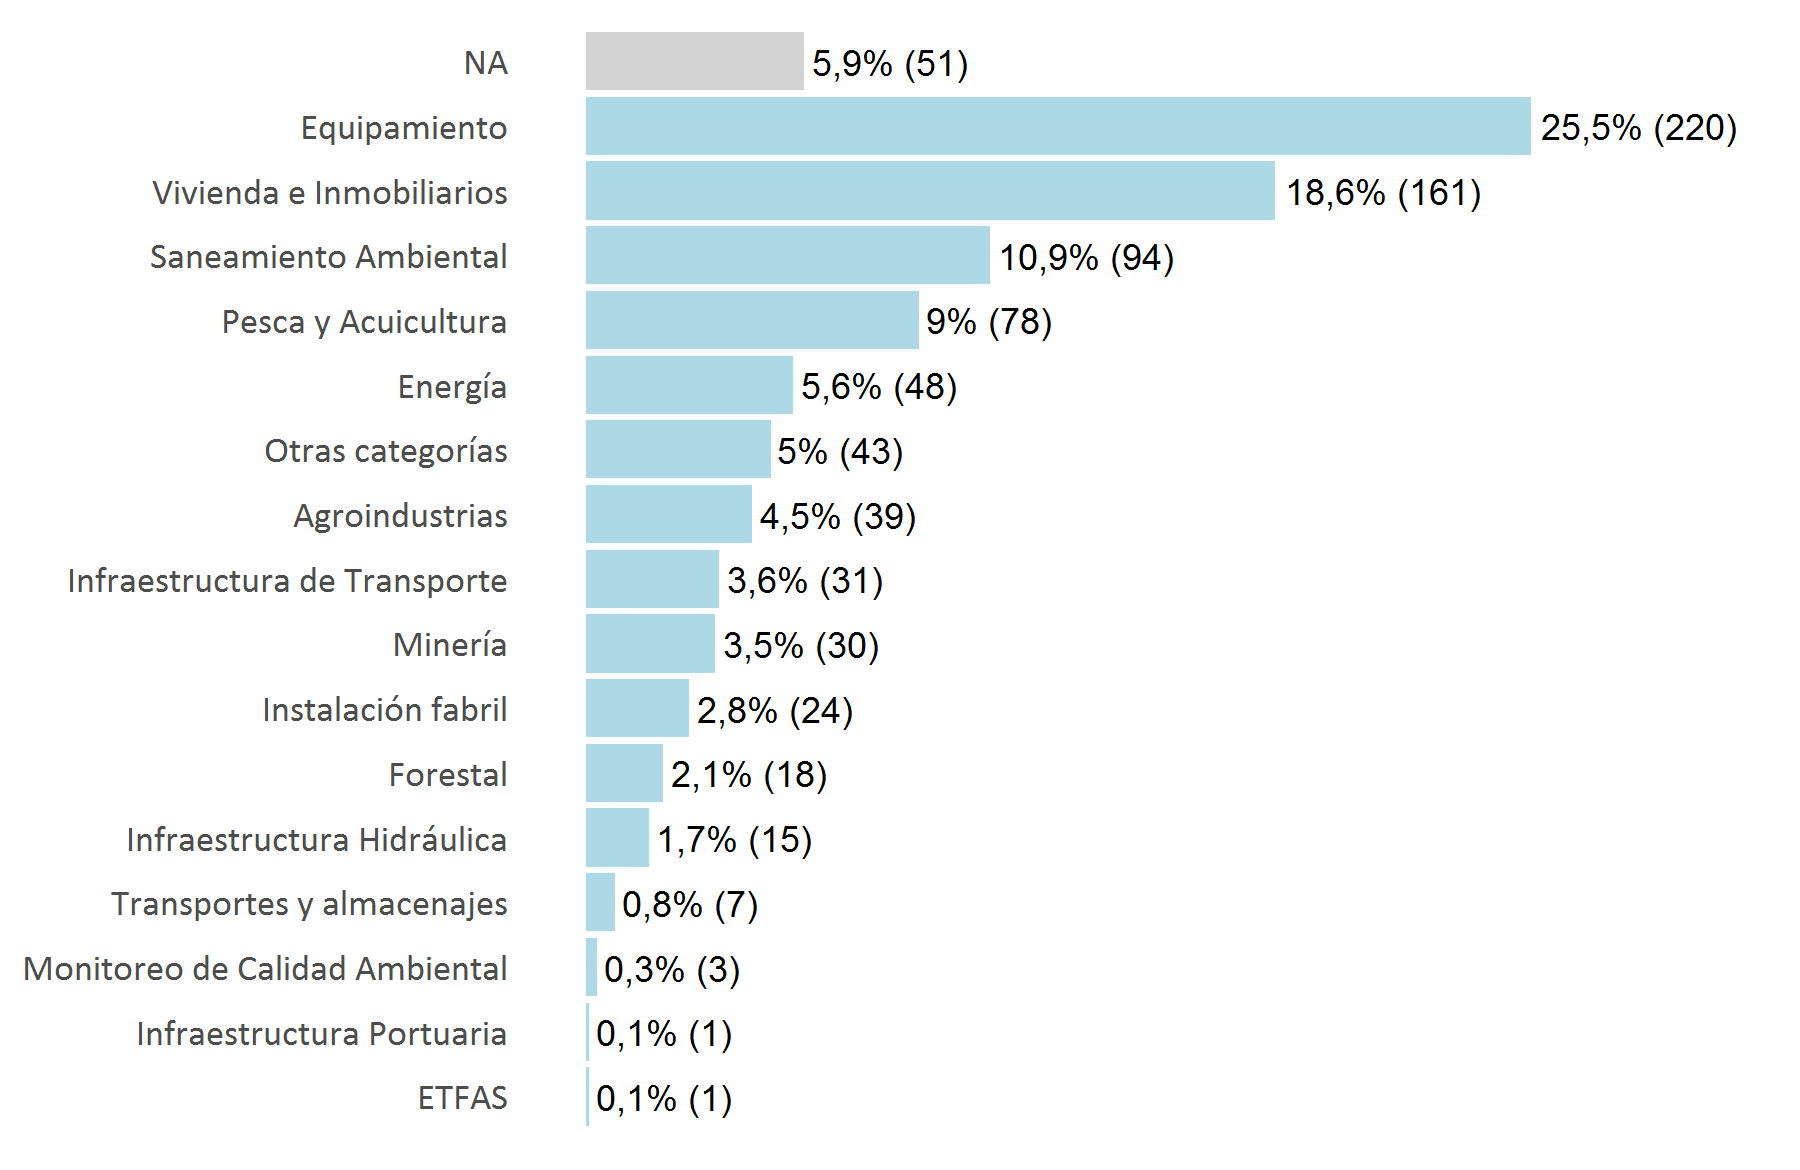 NA 5,9% (51)
Equipamiento 25,5% (220)
Vivienda e Inmobiliarios 18,6% (161)
Saneamiento Ambiental 10,9% (94)
Pesca y Acuicultura 9% (78)
Energía 5,6% (48)
Otras categorías 5% (43)
Agroindustrias 4,5% (39)
Infraestructura de Transporte 3,6% (31)
Minería 3,5% (30)
Instalación fabril 2,8% (24)
Forestal 2,1% (18)
Infraestructura Hidráulica 1,7% (15)
Transportes y almacenajes 0,8% (7)
Monitoreo de Calidad Ambiental 0,3% (3)
Infraestructura Portuaria 0,1% (1)
ETFAS 0,1% (1)